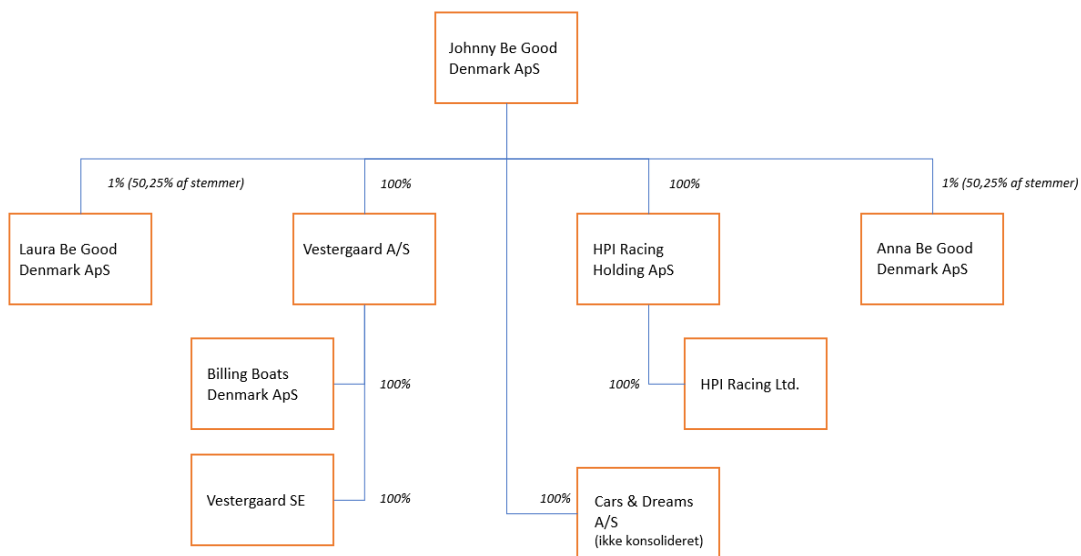 Johnny Be Good
Denmark ApS
1% (50,25% af stemmer)
100%
100%
1% (50,25% af stemmer)
Laura Be Good
Denmark ApS
Vestergaard A/S
HPI Racing
Holding ApS
Anna Be Good
Denmark ApS
Billing Boats
Denmark ApS
100%
100%
HPI Racing Ltd.
Vestergaard SE
100%
100%
Cars & Dreams
A/S
(ikke konsolideret)